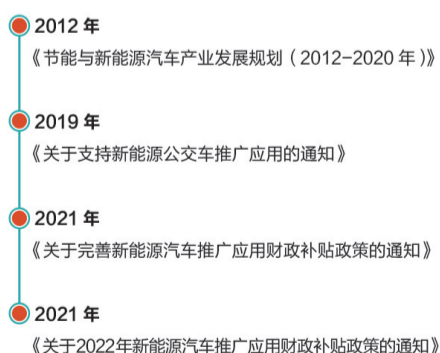 2012 年
《节能与新能源汽车产业发展规划（2012-2020 年）》
2019 年
《关于支持新能源公交车推广应用的通知》
2021 年
《关于完善新能源汽车推广应用财政补贴政策的通知》
2021 年
《关于2022年新能源汽车推广应用财政补贴政策的通知》